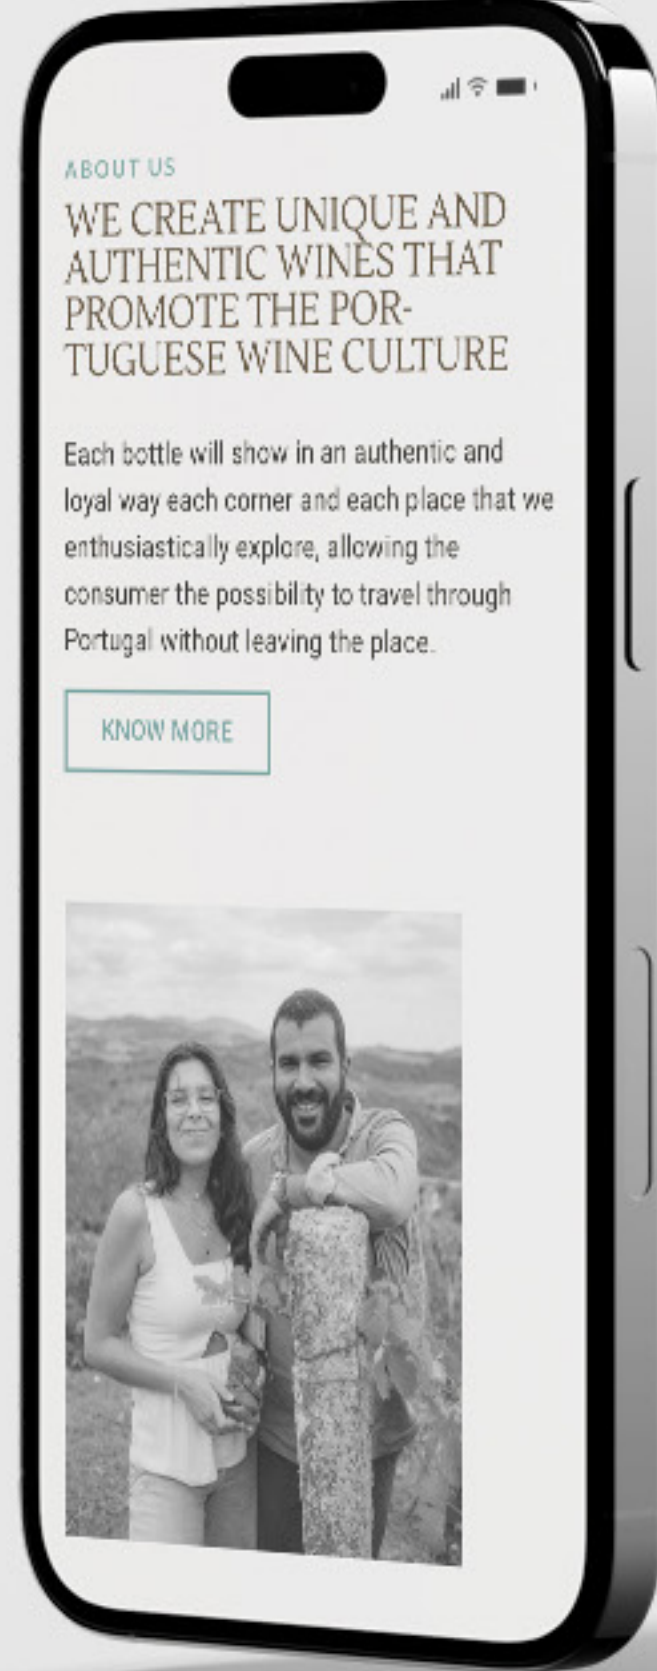 ABOUT US
WE CREATE UNIQUE AND
AUTHENTIC WINES THAT
PROMOTE THE POR-
TUGUESE WINE CULTURE
Each bottle will show in an authentic and
loyal way each corner and each place that we
enthusiastically explore, allowing the
consumer the possibility to travel through
Portugal without leaving the place.
KNOW MORE